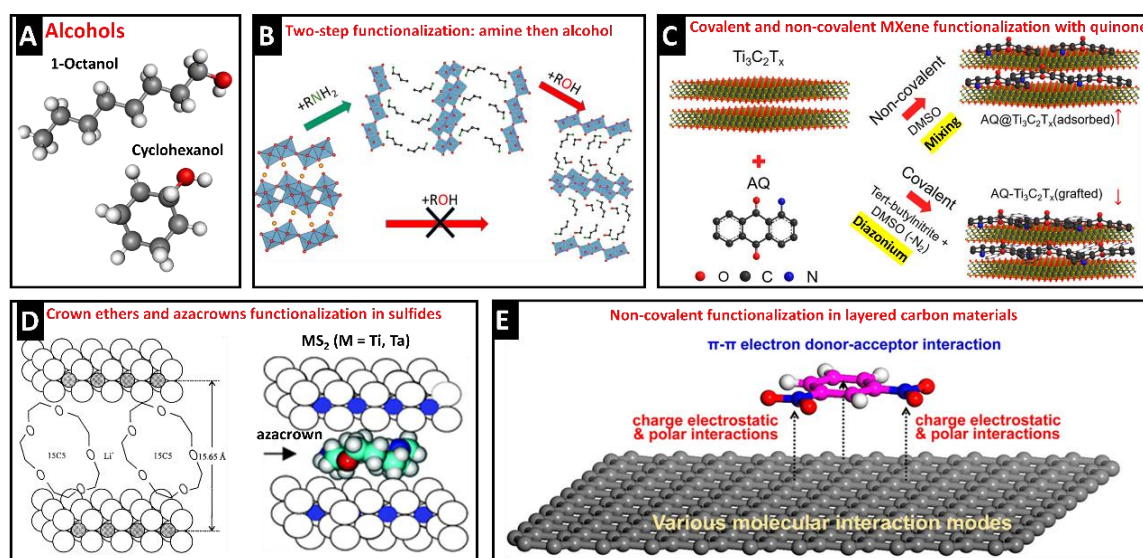 A
Alcohols
1-Octanol
Cyclohexanol
B
Two-step functionalization: amine then alcohol
+RNH₂
+ROH
+ROH
C
Covalent and non-covalent MXene functionalization with quinone
Ti₃C₂Tₓ
+
AQ
O C N
Non-covalent
DMSO
Mixing
AQ@Ti₃C₂Tₓ(adsorbed)↑
Covalent
Tert-butylnitrite +
DMSO (-N₂)
Diazonium
AQ-Ti₃C₂Tₓ(grafted) ↓
D
Crown ethers and azacrowns functionalization in sulfides
MS₂ (M = Ti, Ta)
15C5 Li⁺ 15C5 15.65 Å
azacrown
E
Non-covalent functionalization in layered carbon materials
π-π electron donor-acceptor interaction
charge electrostatic
& polar interactions
charge electrostatic
& polar interactions
Various molecular interaction modes